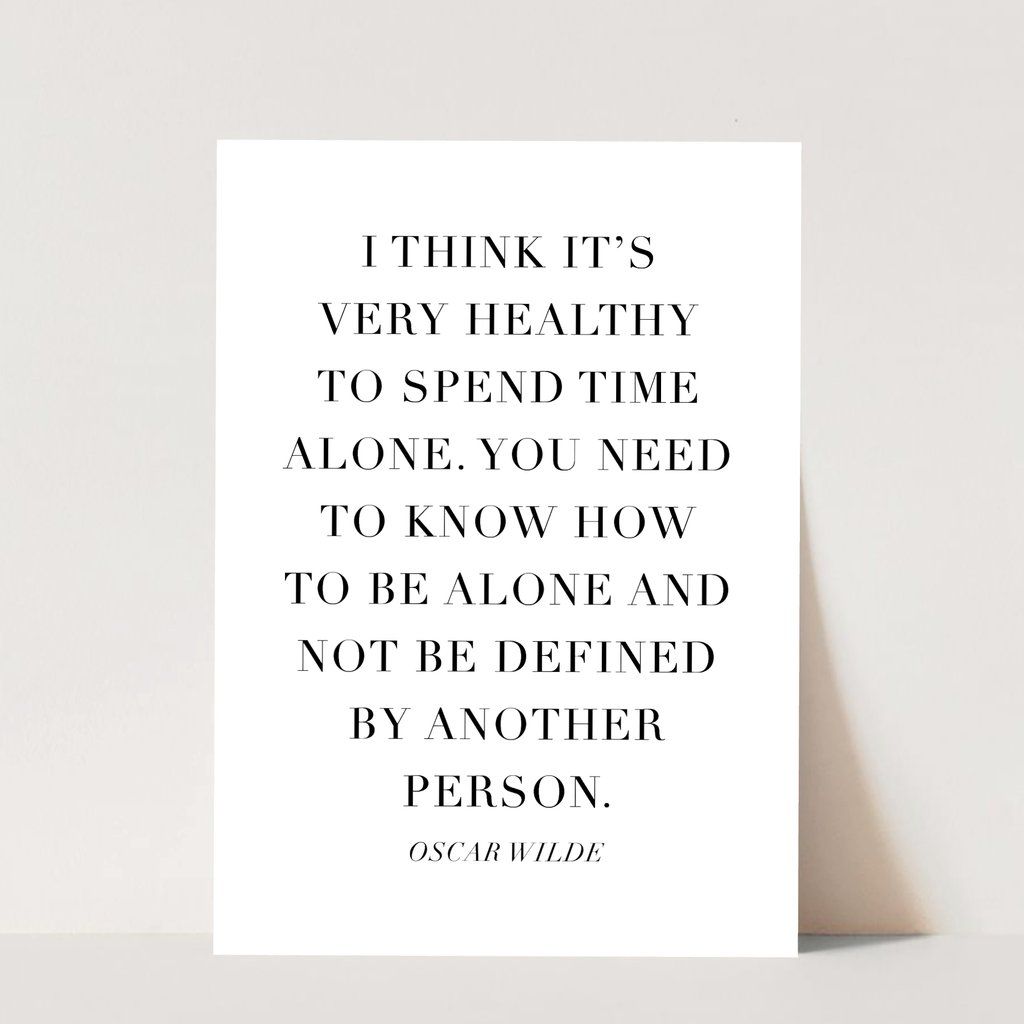 I THINK IT’S
VERY HEALTHY
TO SPEND TIME
ALONE. YOU NEED
TO KNOW HOW
TO BE ALONE AND
NOT BE DEFINED
BY ANOTHER
PERSON.
OSCAR WILDE